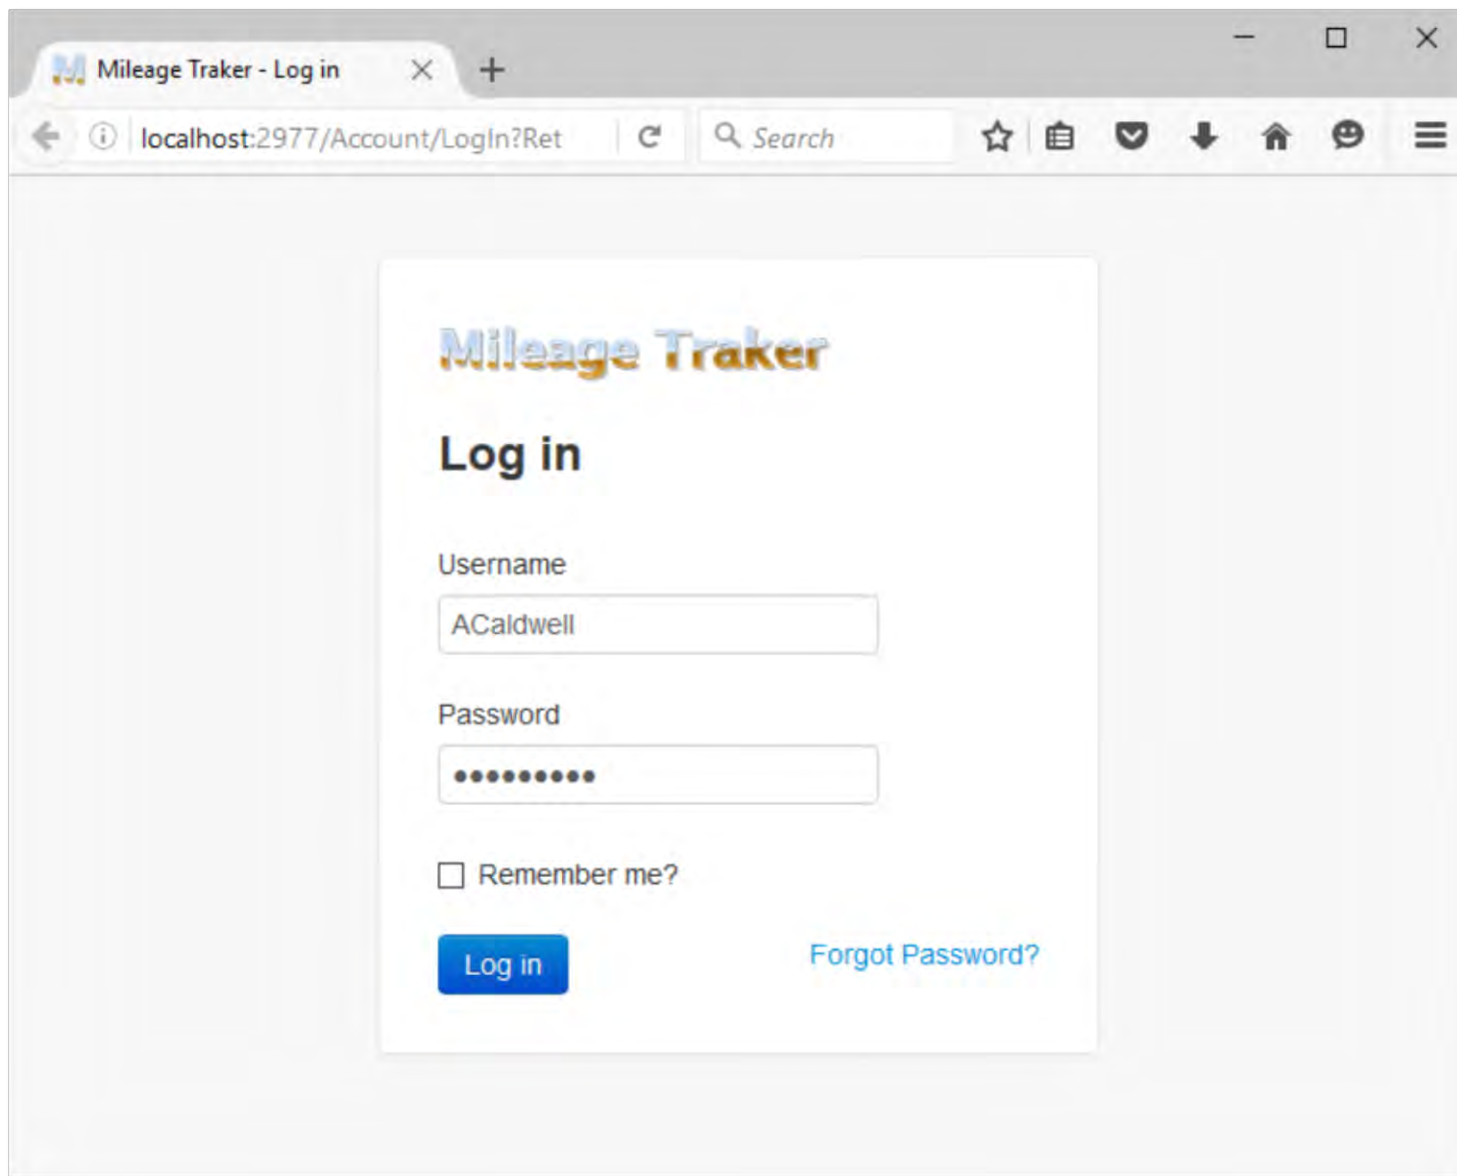 Mileage Traker - Log in
localhost:2977/Account/LogIn?Ret
Search
Mileage Traker
Log in
Username
ACaldwell
Password
●●●●●●●●●
Remember me?
Log in
Forgot Password?